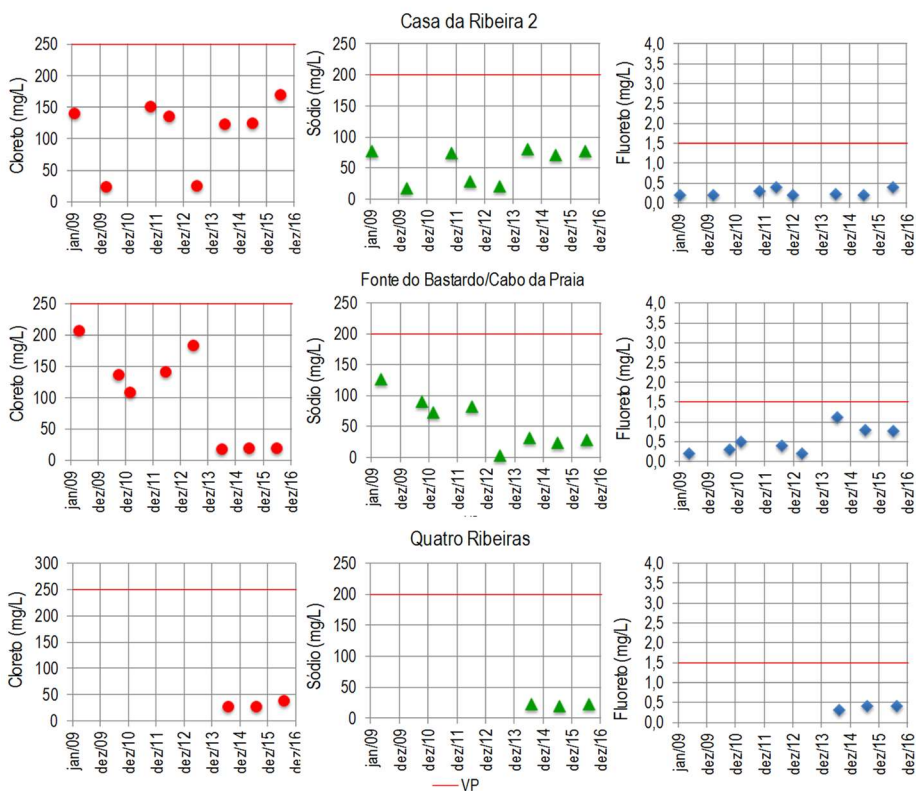 Casa da Ribeira 2
Cloreto (mg/L)
250
200
150
100
50
0
jan/09
dez/09
dez/10
dez/11
dez/12
dez/13
dez/14
dez/15
dez/16
Sódio (mg/L)
250
200
150
100
50
0
jan/09
dez/09
dez/10
dez/11
dez/12
dez/13
dez/14
dez/15
dez/16
Fluoreto (mg/L)
4,0
3,5
3,0
2,5
2,0
1,5
1,0
0,5
0,0
jan/09
dez/09
dez/10
dez/11
dez/12
dez/13
dez/14
dez/15
dez/16
Fonte do Bastardo/Cabo da Praia
Cloreto (mg/L)
250
200
150
100
50
0
jan/09
dez/09
dez/10
dez/11
dez/12
dez/13
dez/14
dez/15
dez/16
Sódio (mg/L)
250
200
150
100
50
0
jan/09
dez/09
dez/10
dez/11
dez/12
dez/13
dez/14
dez/15
dez/16
Fluoreto (mg/L)
4,0
3,5
3,0
2,5
2,0
1,5
1,0
0,5
0,0
jan/09
dez/09
dez/10
dez/11
dez/12
dez/13
dez/14
dez/15
dez/16
Quatro Ribeiras
Cloreto (mg/L)
300
250
200
150
100
50
0
jan/09
dez/09
dez/10
dez/11
dez/12
dez/13
dez/14
dez/15
dez/16
Sódio (mg/L)
250
200
150
100
50
0
jan/09
dez/09
dez/10
dez/11
dez/12
dez/13
dez/14
dez/15
dez/16
Fluoreto (mg/L)
4,0
3,5
3,0
2,5
2,0
1,5
1,0
0,5
0,0
jan/09
dez/09
dez/10
dez/11
dez/12
dez/13
dez/14
dez/15
dez/16
VP